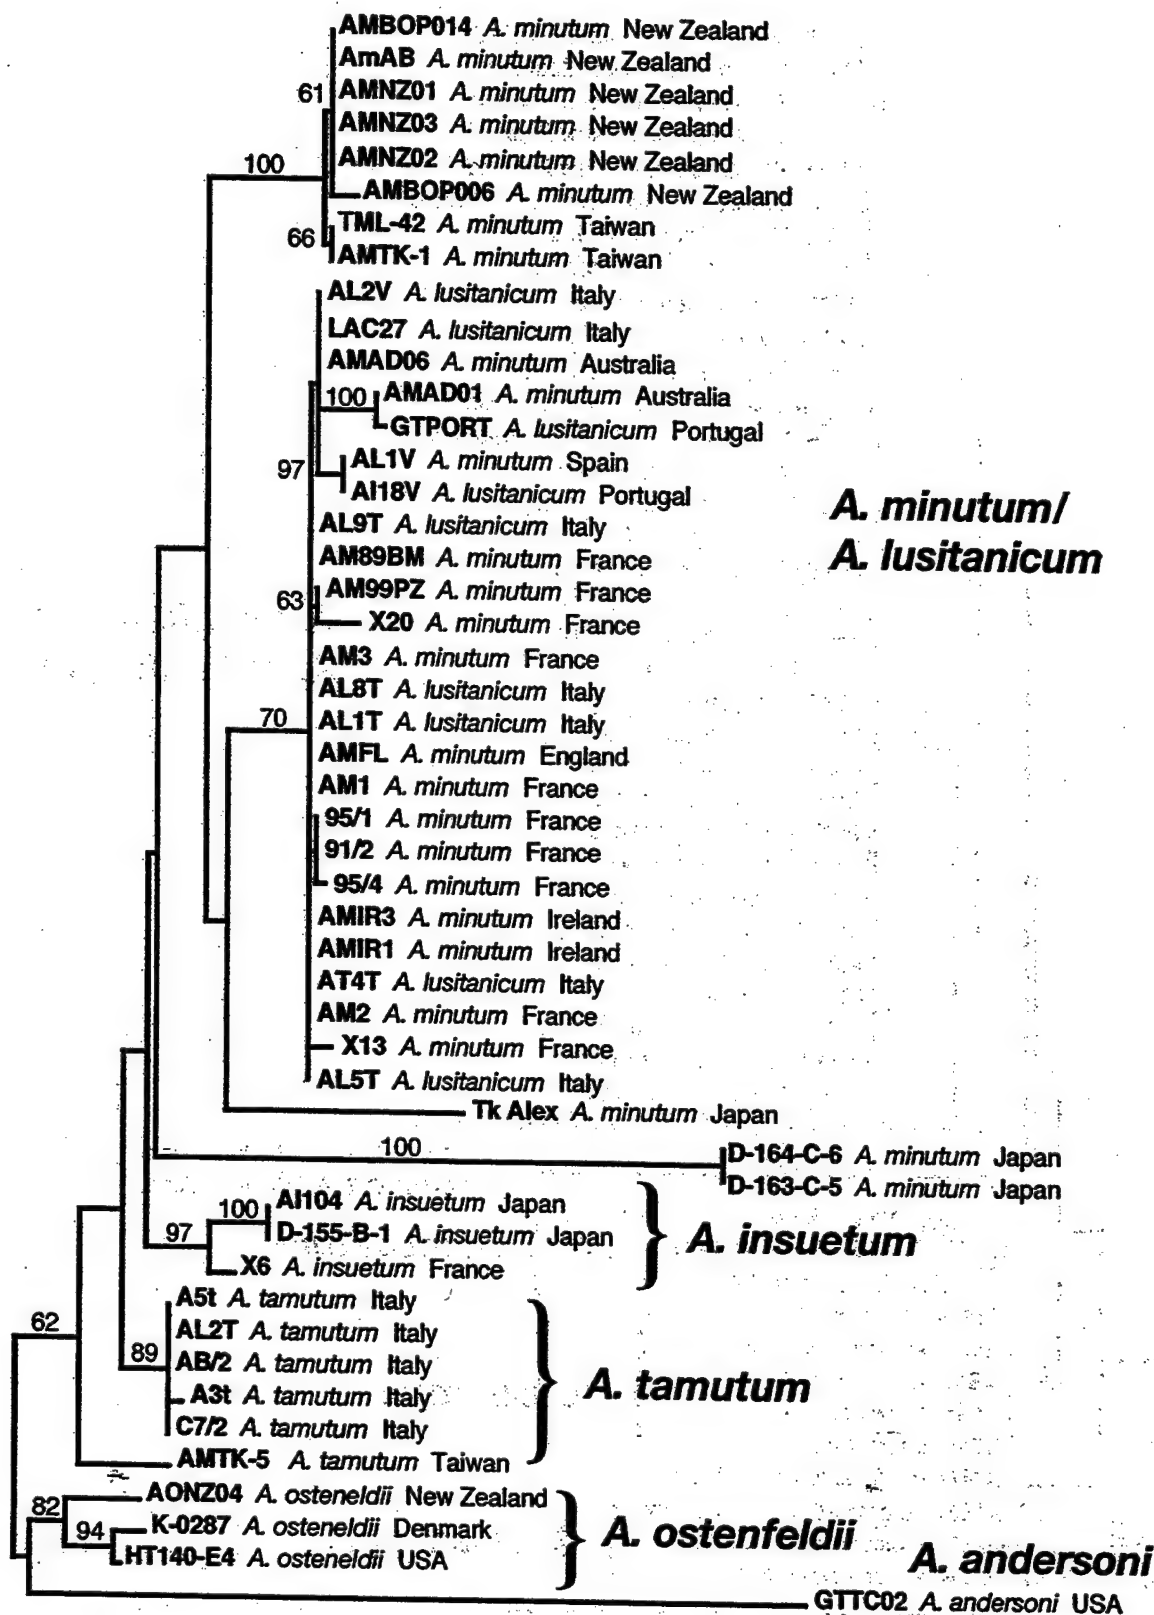 AMBOP014 A. minutum New Zealand
AmAB A. minutum New Zealand
61
AMNZ01 A. minutum New Zealand
AMNZ03 A. minutum New Zealand
100
AMNZ02 A. minutum New Zealand
AMBOP006 A. minutum New Zealand
TML-42 A. minutum Taiwan
66
AMTK-1 A. minutum Taiwan
AL2V A. lusitanicum Italy
LAC27 A. lusitanicum Italy
AMAD06 A. minutum Australia
100
AMAD01 A. minutum Australia
GTPORT A. lusitanicum Portugal
97
AL1V A. minutum Spain
AI18V A. lusitanicum Portugal
A. minutum/
A. lusitanicum
AL9T A. lusitanicum Italy
AM89BM A. minutum France
AM99PZ A. minutum France
63
X20 A. minutum France
AM3 A. minutum France
AL8T A. lusitanicum Italy
70
AL1T A. lusitanicum Italy
AMFL A. minutum England
AM1 A. minutum France
95/1 A. minutum France
91/2 A. minutum France
95/4 A. minutum France
AMIR3 A. minutum Ireland
AMIR1 A. minutum Ireland
AT4T A. lusitanicum Italy
AM2 A. minutum France
X13 A. minutum France
AL5T A. lusitanicum Italy
Tk Alex A. minutum Japan
100
D-164-C-6 A. minutum Japan
D-163-C-5 A. minutum Japan
100
AI104 A. insuetum Japan
97
D-155-B-1 A. insuetum Japan
A. insuetum
X6 A. insuetum France
A5t A. tamutum Italy
62
AL2T A. tamutum Italy
89
AB/2 A. tamutum Italy
A. tamutum
A3t A. tamutum Italy
C7/2 A. tamutum Italy
AMTK-5 A. tamutum Taiwan
AONZ04 A. osteneldii New Zealand
82
94
K-0287 A. osteneldii Denmark
A. ostenfeldii
HT140-E4 A. osteneldii USA
A. andersoni
GTTC02 A. andersoni USA